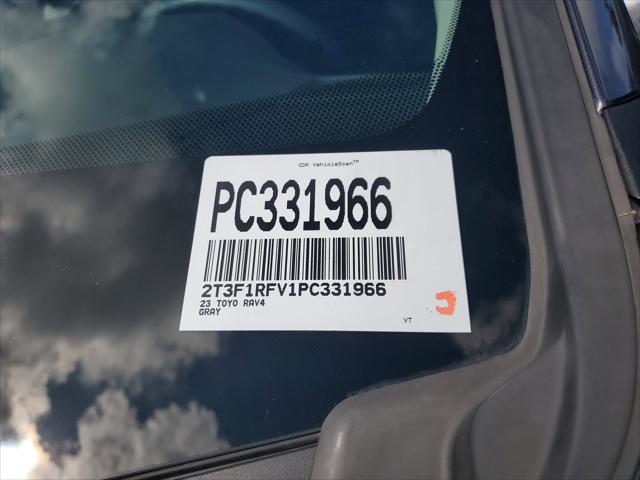 CDK VehicleScan™
PC331966
2T3F1RFV1PC331966
23 TOYO RAV4
GRAY
VT